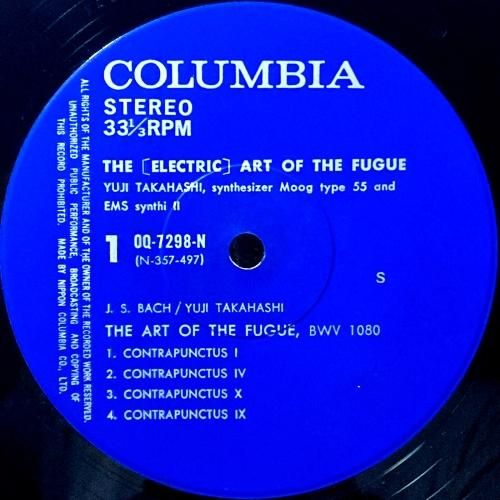 COLUMBIA
STEREO
33⅓RPM
THE [ELECTRIC] ART OF THE FUGUE
YUJI TAKAHASHI, synthesizer Moog type 55 and
EMS synthi II
1 OQ-7298-N
(N-357-497)
S
J. S. BACH / YUJI TAKAHASHI
THE ART OF THE FUGUE, BWV 1080
1. CONTRAPUNCTUS I
2. CONTRAPUNCTUS IV
3. CONTRAPUNCTUS X
4. CONTRAPUNCTUS IX
ALL RIGHTS OF THE MANUFACTURER AND OF THE OWNER OF THE RECORDED WORK RESERVED.
UNAUTHORIZED PUBLIC PERFORMANCE, BROADCASTING AND COPYING OF
THIS RECORD PROHIBITED. MADE BY NIPPON COLUMBIA CO., LTD.